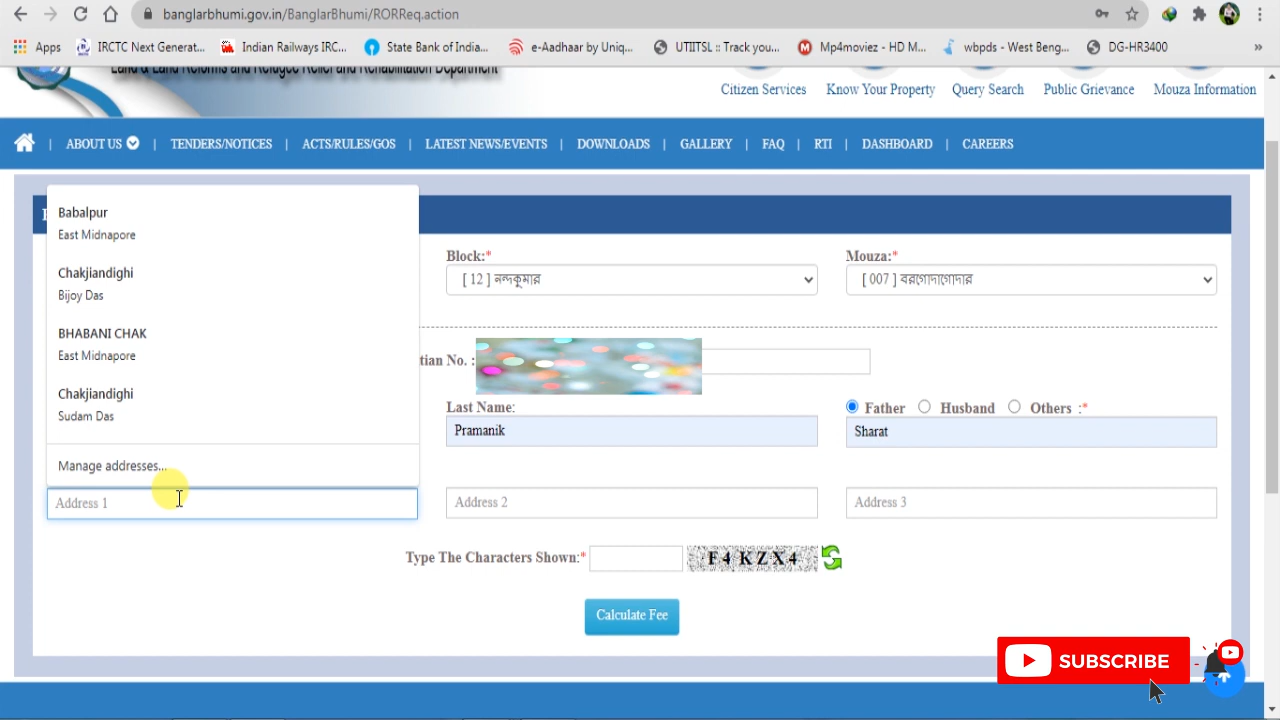 banglarbhumi.gov.in/BanglarBhumi/RORReq.action
Apps
IRCTC Next Generat...
Indian Railways IRC...
State Bank of India...
e-Aadhaar by Uniq...
UTIITSL :: Track you...
Mp4moviez - HD M...
wbpds - West Beng...
DG-HR3400
»
Land & Land Reforms and Refugee Relief and Rehabilitation Department
Citizen Services
Know Your Property
Query Search
Public Grievance
Mouza Information
| ABOUT US | TENDERS/NOTICES | ACTS/RULES/GOS | LATEST NEWS/EVENTS | DOWNLOADS | GALLERY | FAQ | RTI | DASHBOARD | CAREERS
Babalpur
East Midnapore
Chakjiandighi
Bijoy Das
BHABANI CHAK
East Midnapore
Chakjiandighi
Sudam Das
Manage addresses...
Block:*
Mouza:*
[ 12 ] নন্দকুমার
[ 007 ] বরগোদাগোদার
tian No. :
Last Name:
Father
Husband
Others :*
Pramanik
Sharat
Address 1
Address 2
Address 3
Type The Characters Shown:*
F4KZX4
Calculate Fee
SUBSCRIBE